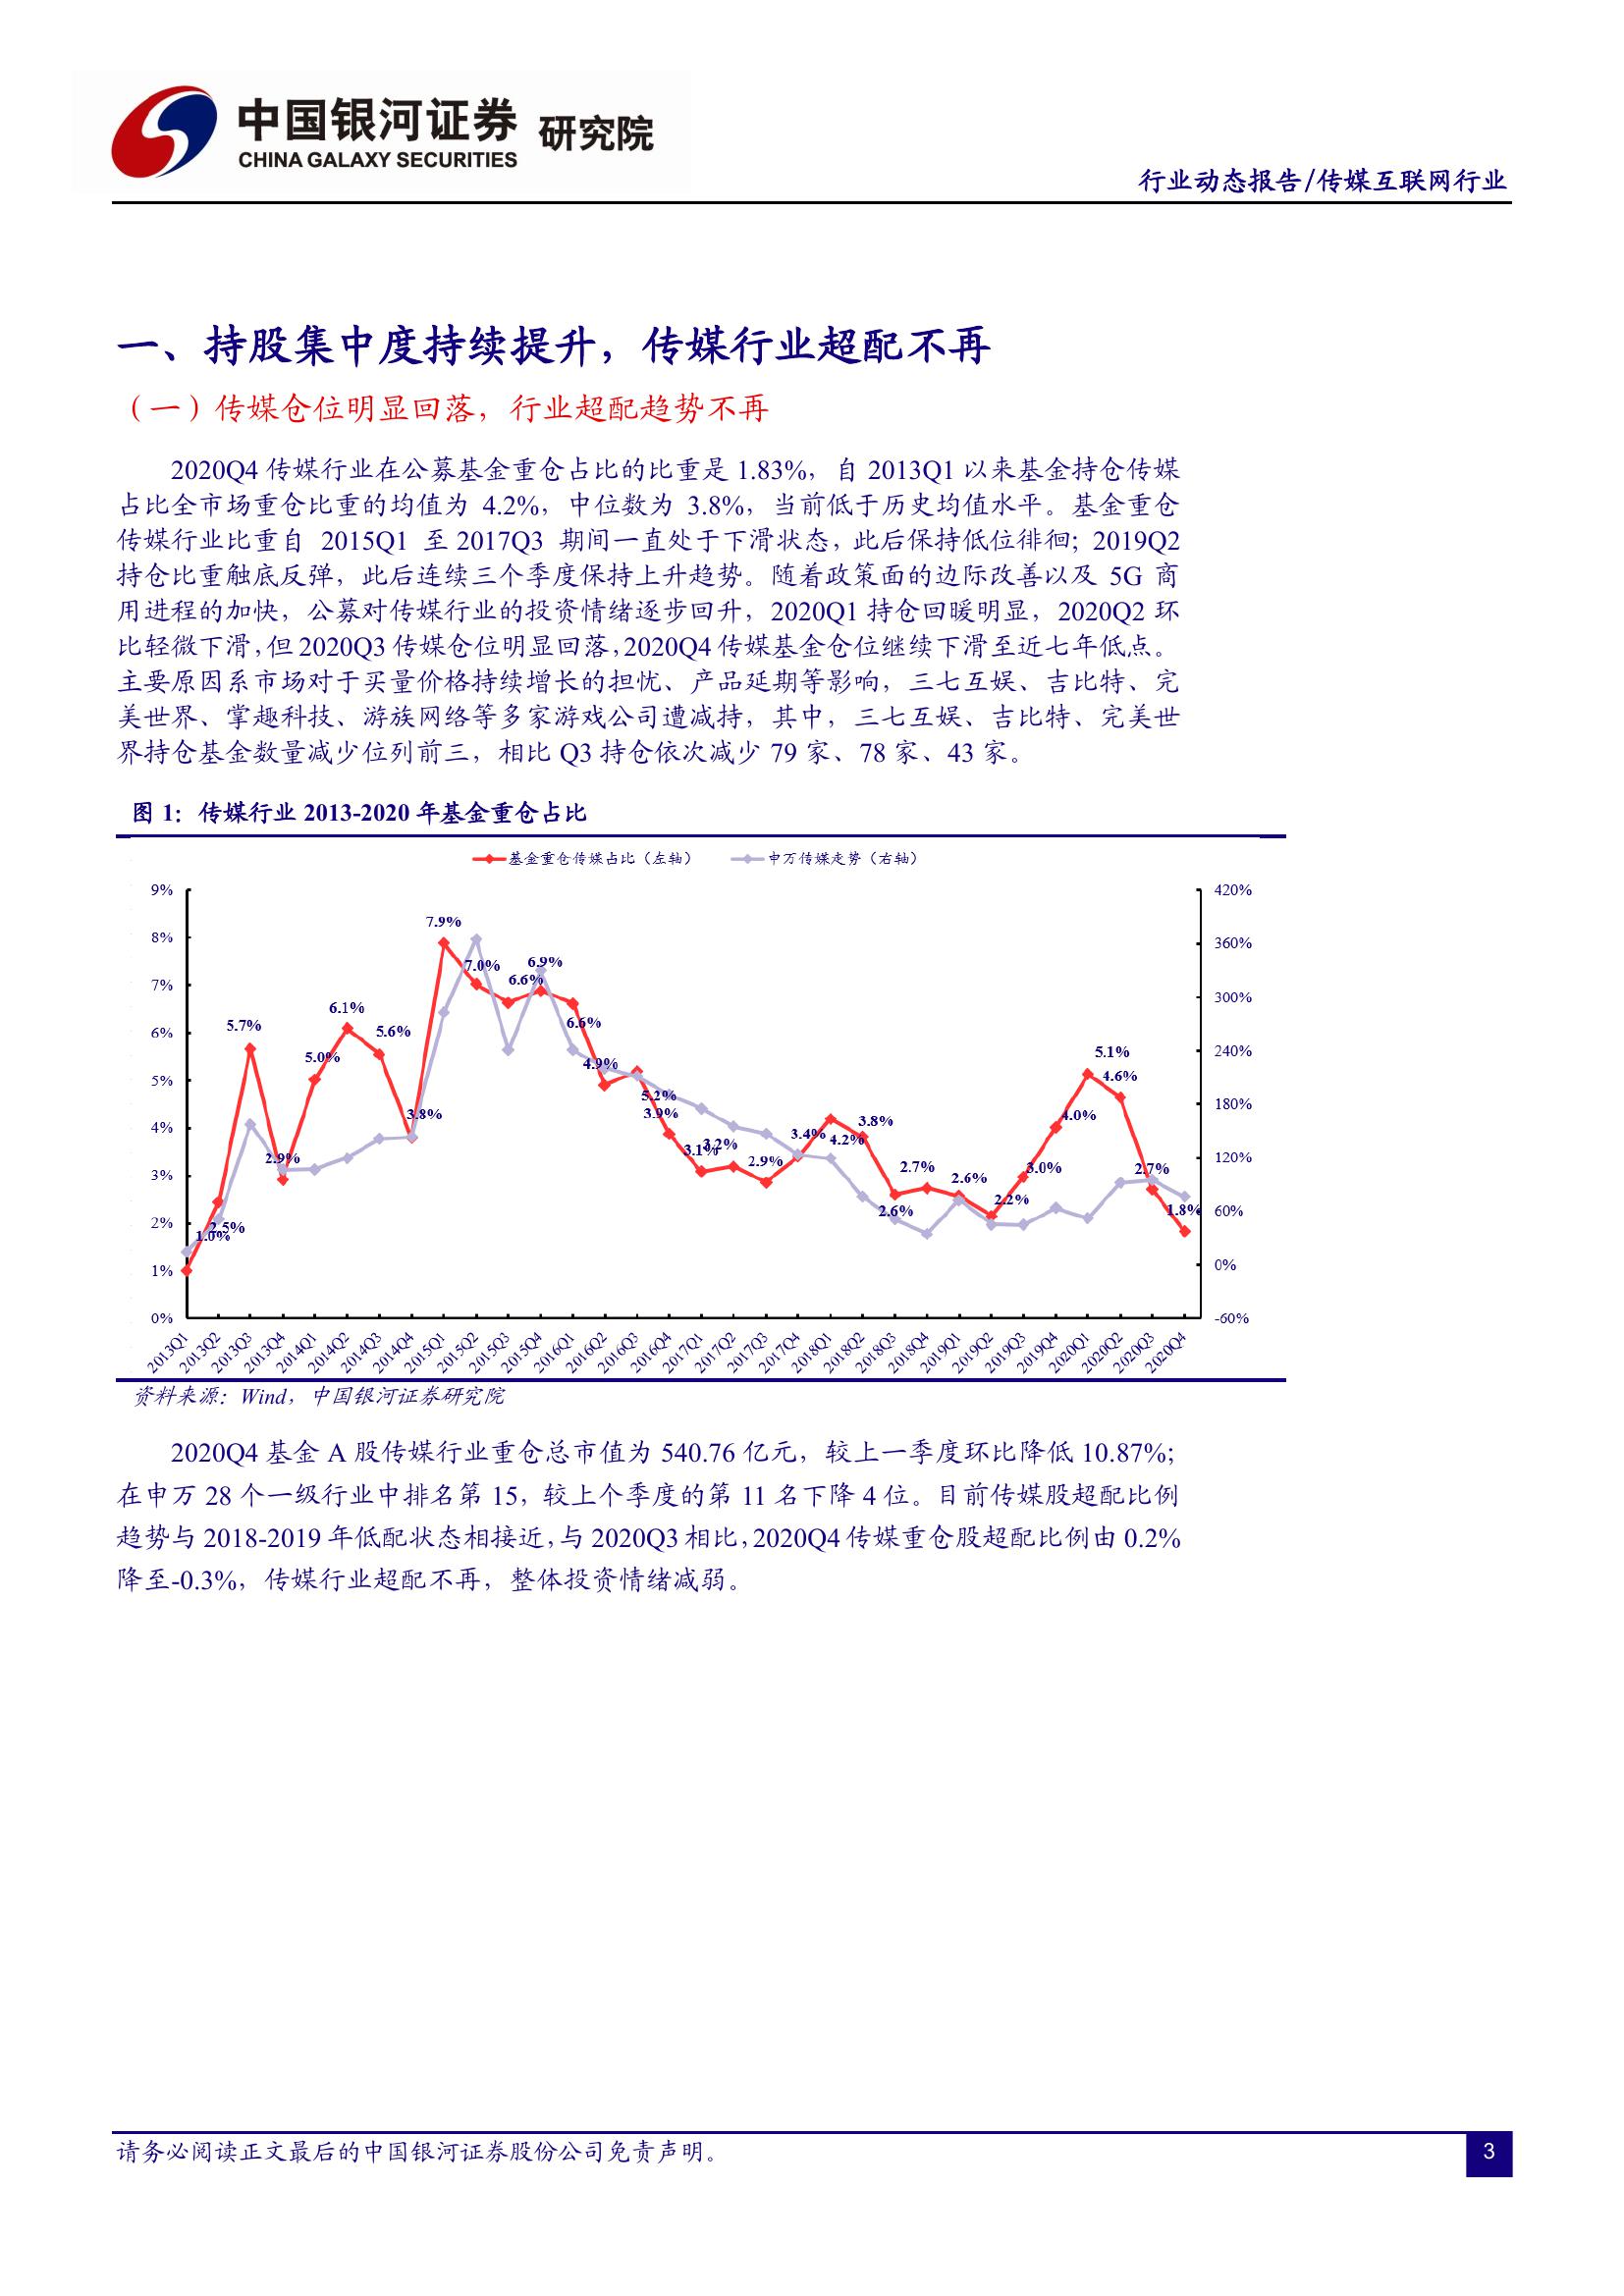 中国银河证券 研究院
CHINA GALAXY SECURITIES
行业动态报告/传媒互联网行业
一、持股集中度持续提升，传媒行业超配不再
（一）传媒仓位明显回落，行业超配趋势不再
2020Q4 传媒行业在公募基金重仓占比的比重是 1.83%，自 2013Q1 以来基金持仓传媒
占比全市场重仓比重的均值为 4.2%，中位数为 3.8%，当前低于历史均值水平。基金重仓
传媒行业比重自 2015Q1 至 2017Q3 期间一直处于下滑状态，此后保持低位徘徊；2019Q2
持仓比重触底反弹，此后连续三个季度保持上升趋势。随着政策面的边际改善以及 5G 商
用进程的加快，公募对传媒行业的投资情绪逐步回升，2020Q1 持仓回暖明显，2020Q2 环
比轻微下滑，但 2020Q3 传媒仓位明显回落，2020Q4 传媒基金仓位继续下滑至近七年低点。
主要原因系市场对于买量价格持续增长的担忧、产品延期等影响，三七互娱、吉比特、完
美世界、掌趣科技、游族网络等多家游戏公司遭减持，其中，三七互娱、吉比特、完美世
界持仓基金数量减少位列前三，相比 Q3 持仓依次减少 79 家、78 家、43 家。
图 1：传媒行业 2013-2020 年基金重仓占比
基金重仓传媒占比（左轴） 申万传媒走势（右轴）
9% 420%
8% 360%
7% 300%
6% 240%
5% 180%
4% 120%
3% 60%
2% 0%
1% -60%
0%
1.0% 2.5% 5.7% 2.9% 5.0% 6.1% 5.6% 3.8% 7.9% 7.0% 6.6% 6.9% 6.6% 4.9% 5.2% 3.9% 3.1% 3.2% 2.9% 3.4% 4.2% 3.8% 2.6% 2.7% 2.6% 2.2% 3.0% 4.0% 5.1% 4.6% 2.7% 1.8%
2013Q1 2013Q2 2013Q3 2013Q4 2014Q1 2014Q2 2014Q3 2014Q4 2015Q1 2015Q2 2015Q3 2015Q4 2016Q1 2016Q2 2016Q3 2016Q4 2017Q1 2017Q2 2017Q3 2017Q4 2018Q1 2018Q2 2018Q3 2018Q4 2019Q1 2019Q2 2019Q3 2019Q4 2020Q1 2020Q2 2020Q3 2020Q4
资料来源：Wind，中国银河证券研究院
2020Q4 基金 A 股传媒行业重仓总市值为 540.76 亿元，较上一季度环比降低 10.87%；
在申万 28 个一级行业中排名第 15，较上个季度的第 11 名下降 4 位。目前传媒股超配比例
趋势与 2018-2019 年低配状态相接近，与 2020Q3 相比，2020Q4 传媒重仓股超配比例由 0.2%
降至-0.3%，传媒行业超配不再，整体投资情绪减弱。
请务必阅读正文最后的中国银河证券股份公司免责声明。
3